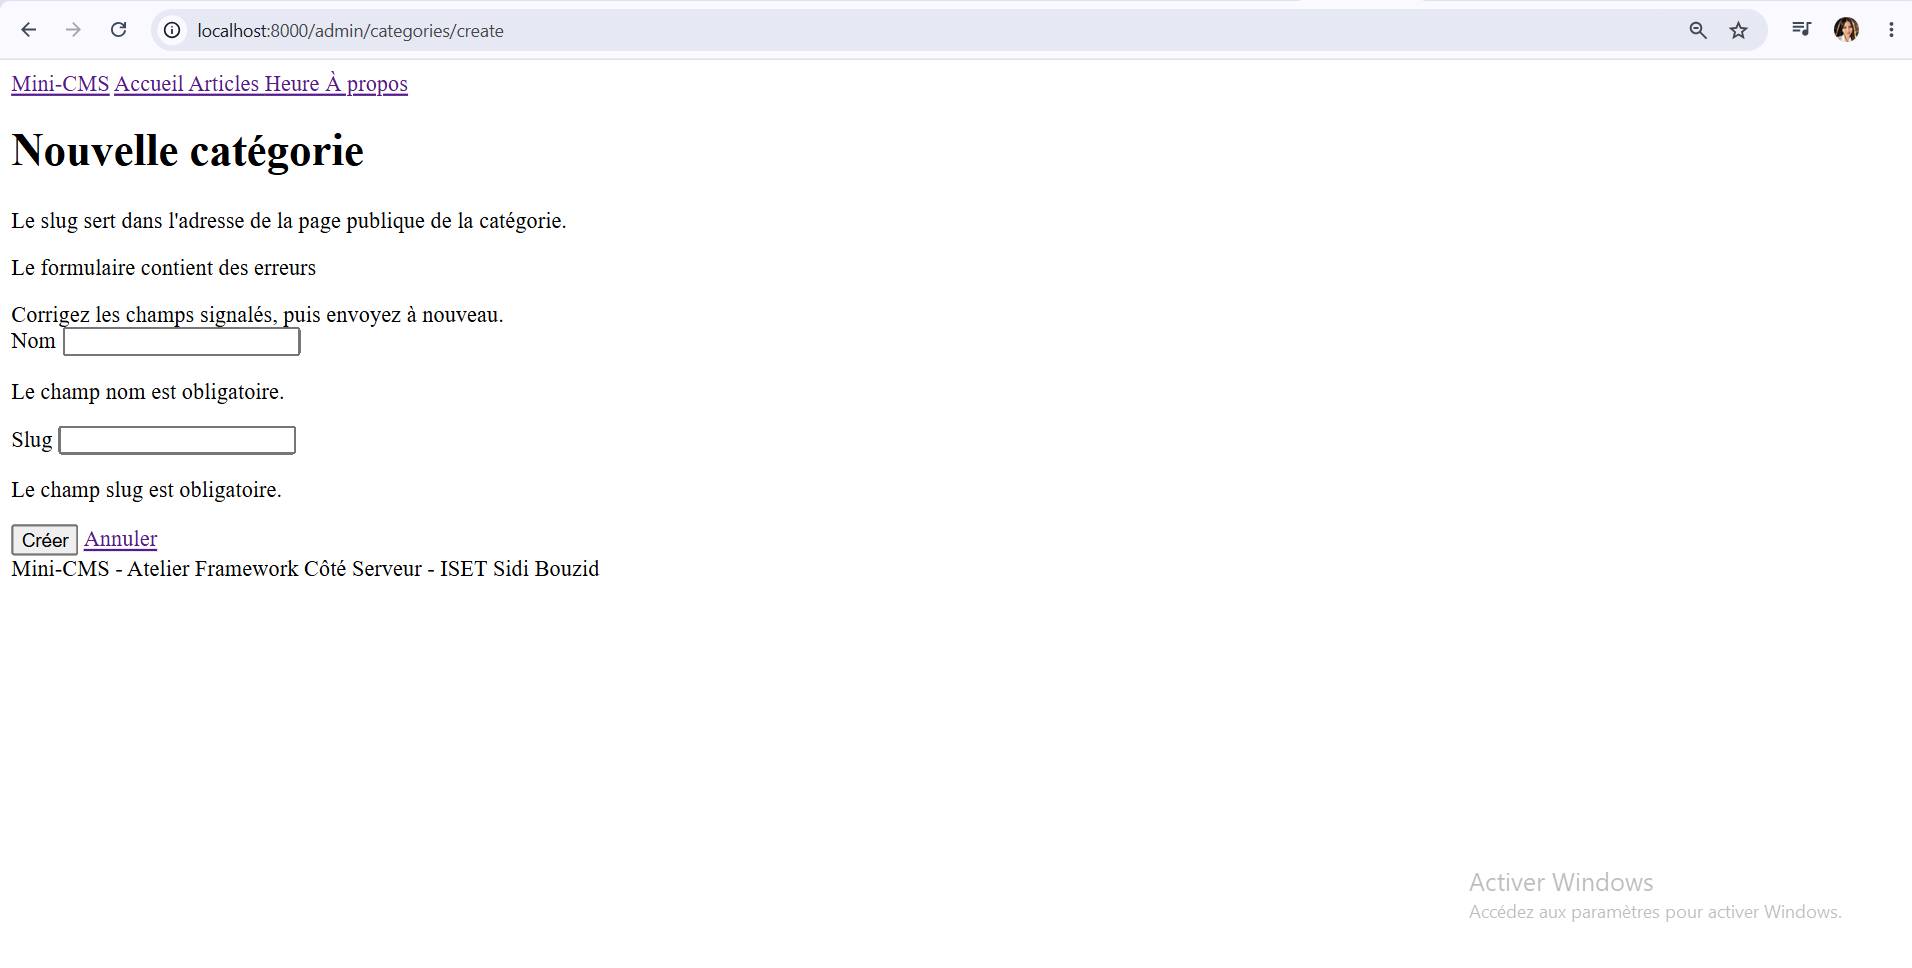 localhost:8000/admin/categories/create
Mini-CMS Accueil Articles Heure À propos
Nouvelle catégorie
Le slug sert dans l'adresse de la page publique de la catégorie.
Le formulaire contient des erreurs
Corrigez les champs signalés, puis envoyez à nouveau.
Nom
Le champ nom est obligatoire.
Slug
Le champ slug est obligatoire.
Créer Annuler
Mini-CMS - Atelier Framework Côté Serveur - ISET Sidi Bouzid
Activer Windows
Accédez aux paramètres pour activer Windows.